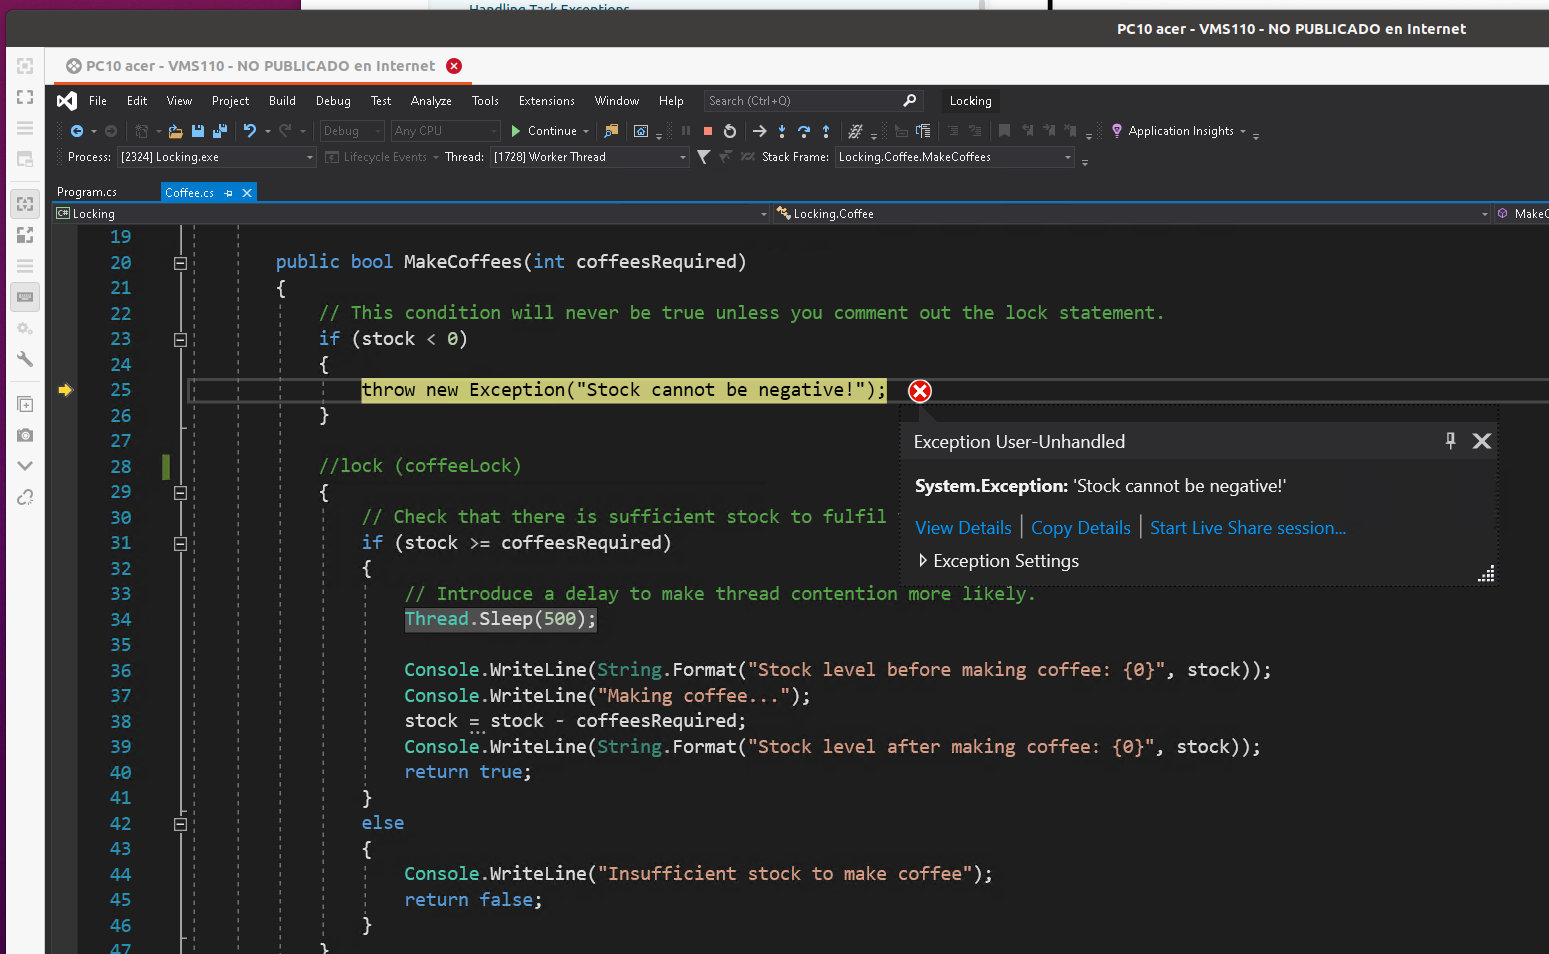 Handling Task Exceptions
PC10 acer - VMS110 - NO PUBLICADO en Internet
PC10 acer - VMS110 - NO PUBLICADO en Internet
File Edit View Project Build Debug Test Analyze Tools Extensions Window Help Search (Ctrl+Q) Locking
Debug Any CPU Continue Application Insights
Process: [2324] Locking.exe Lifecycle Events Thread: [1728] Worker Thread Stack Frame: Locking.Coffee.MakeCoffees
Program.cs Coffee.cs
C# Locking Locking.Coffee MakeC
19
20 public bool MakeCoffees(int coffeesRequired)
21 {
22 // This condition will never be true unless you comment out the lock statement.
23 if (stock < 0)
24 {
25 throw new Exception("Stock cannot be negative!");
26 }
27
28 //lock (coffeeLock)
29 {
30 // Check that there is sufficient stock to fulfil
31 if (stock >= coffeesRequired)
32 {
33 // Introduce a delay to make thread contention more likely.
34 Thread.Sleep(500);
35
36 Console.WriteLine(String.Format("Stock level before making coffee: {0}", stock));
37 Console.WriteLine("Making coffee...");
38 stock = stock - coffeesRequired;
39 Console.WriteLine(String.Format("Stock level after making coffee: {0}", stock));
40 return true;
41 }
42 else
43 {
44 Console.WriteLine("Insufficient stock to make coffee");
45 return false;
46 }
47 }
Exception User-Unhandled
System.Exception: 'Stock cannot be negative!'
View Details | Copy Details | Start Live Share session...
Exception Settings